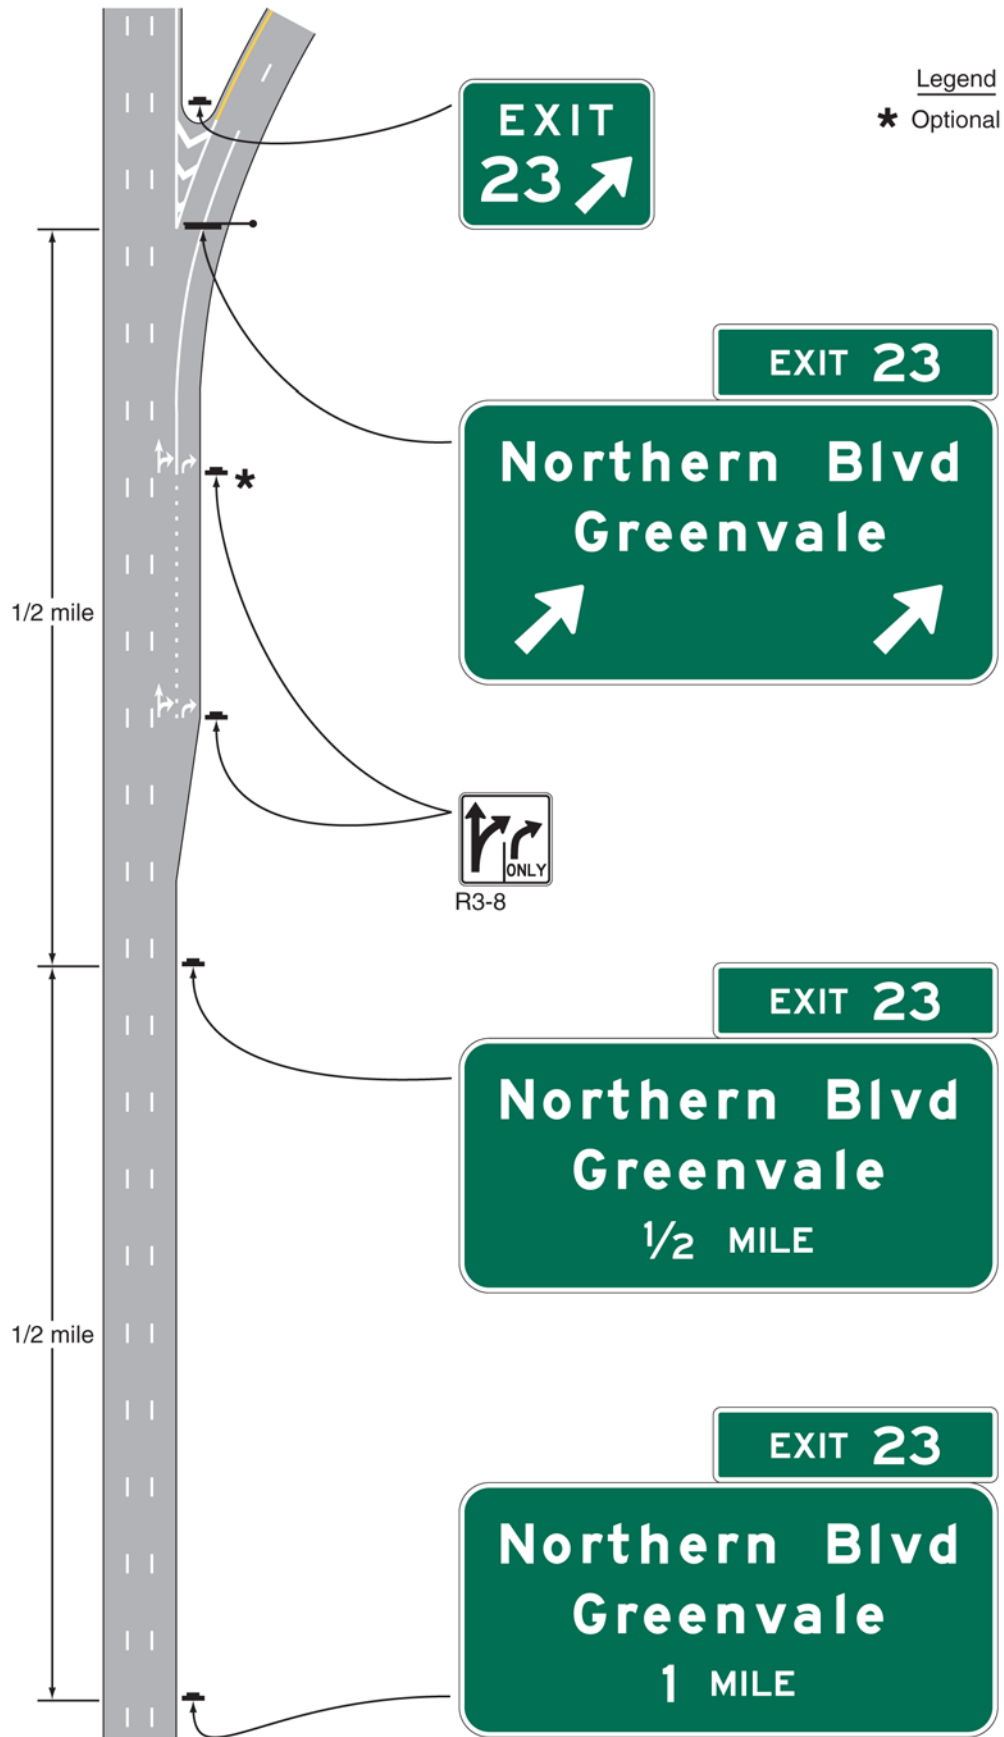 Legend
* Optional
EXIT
23
EXIT 23
Northern Blvd
Greenvale
1/2 mile
ONLY
R3-8
EXIT 23
Northern Blvd
Greenvale
1/2 MILE
1/2 mile
EXIT 23
Northern Blvd
Greenvale
1 MILE